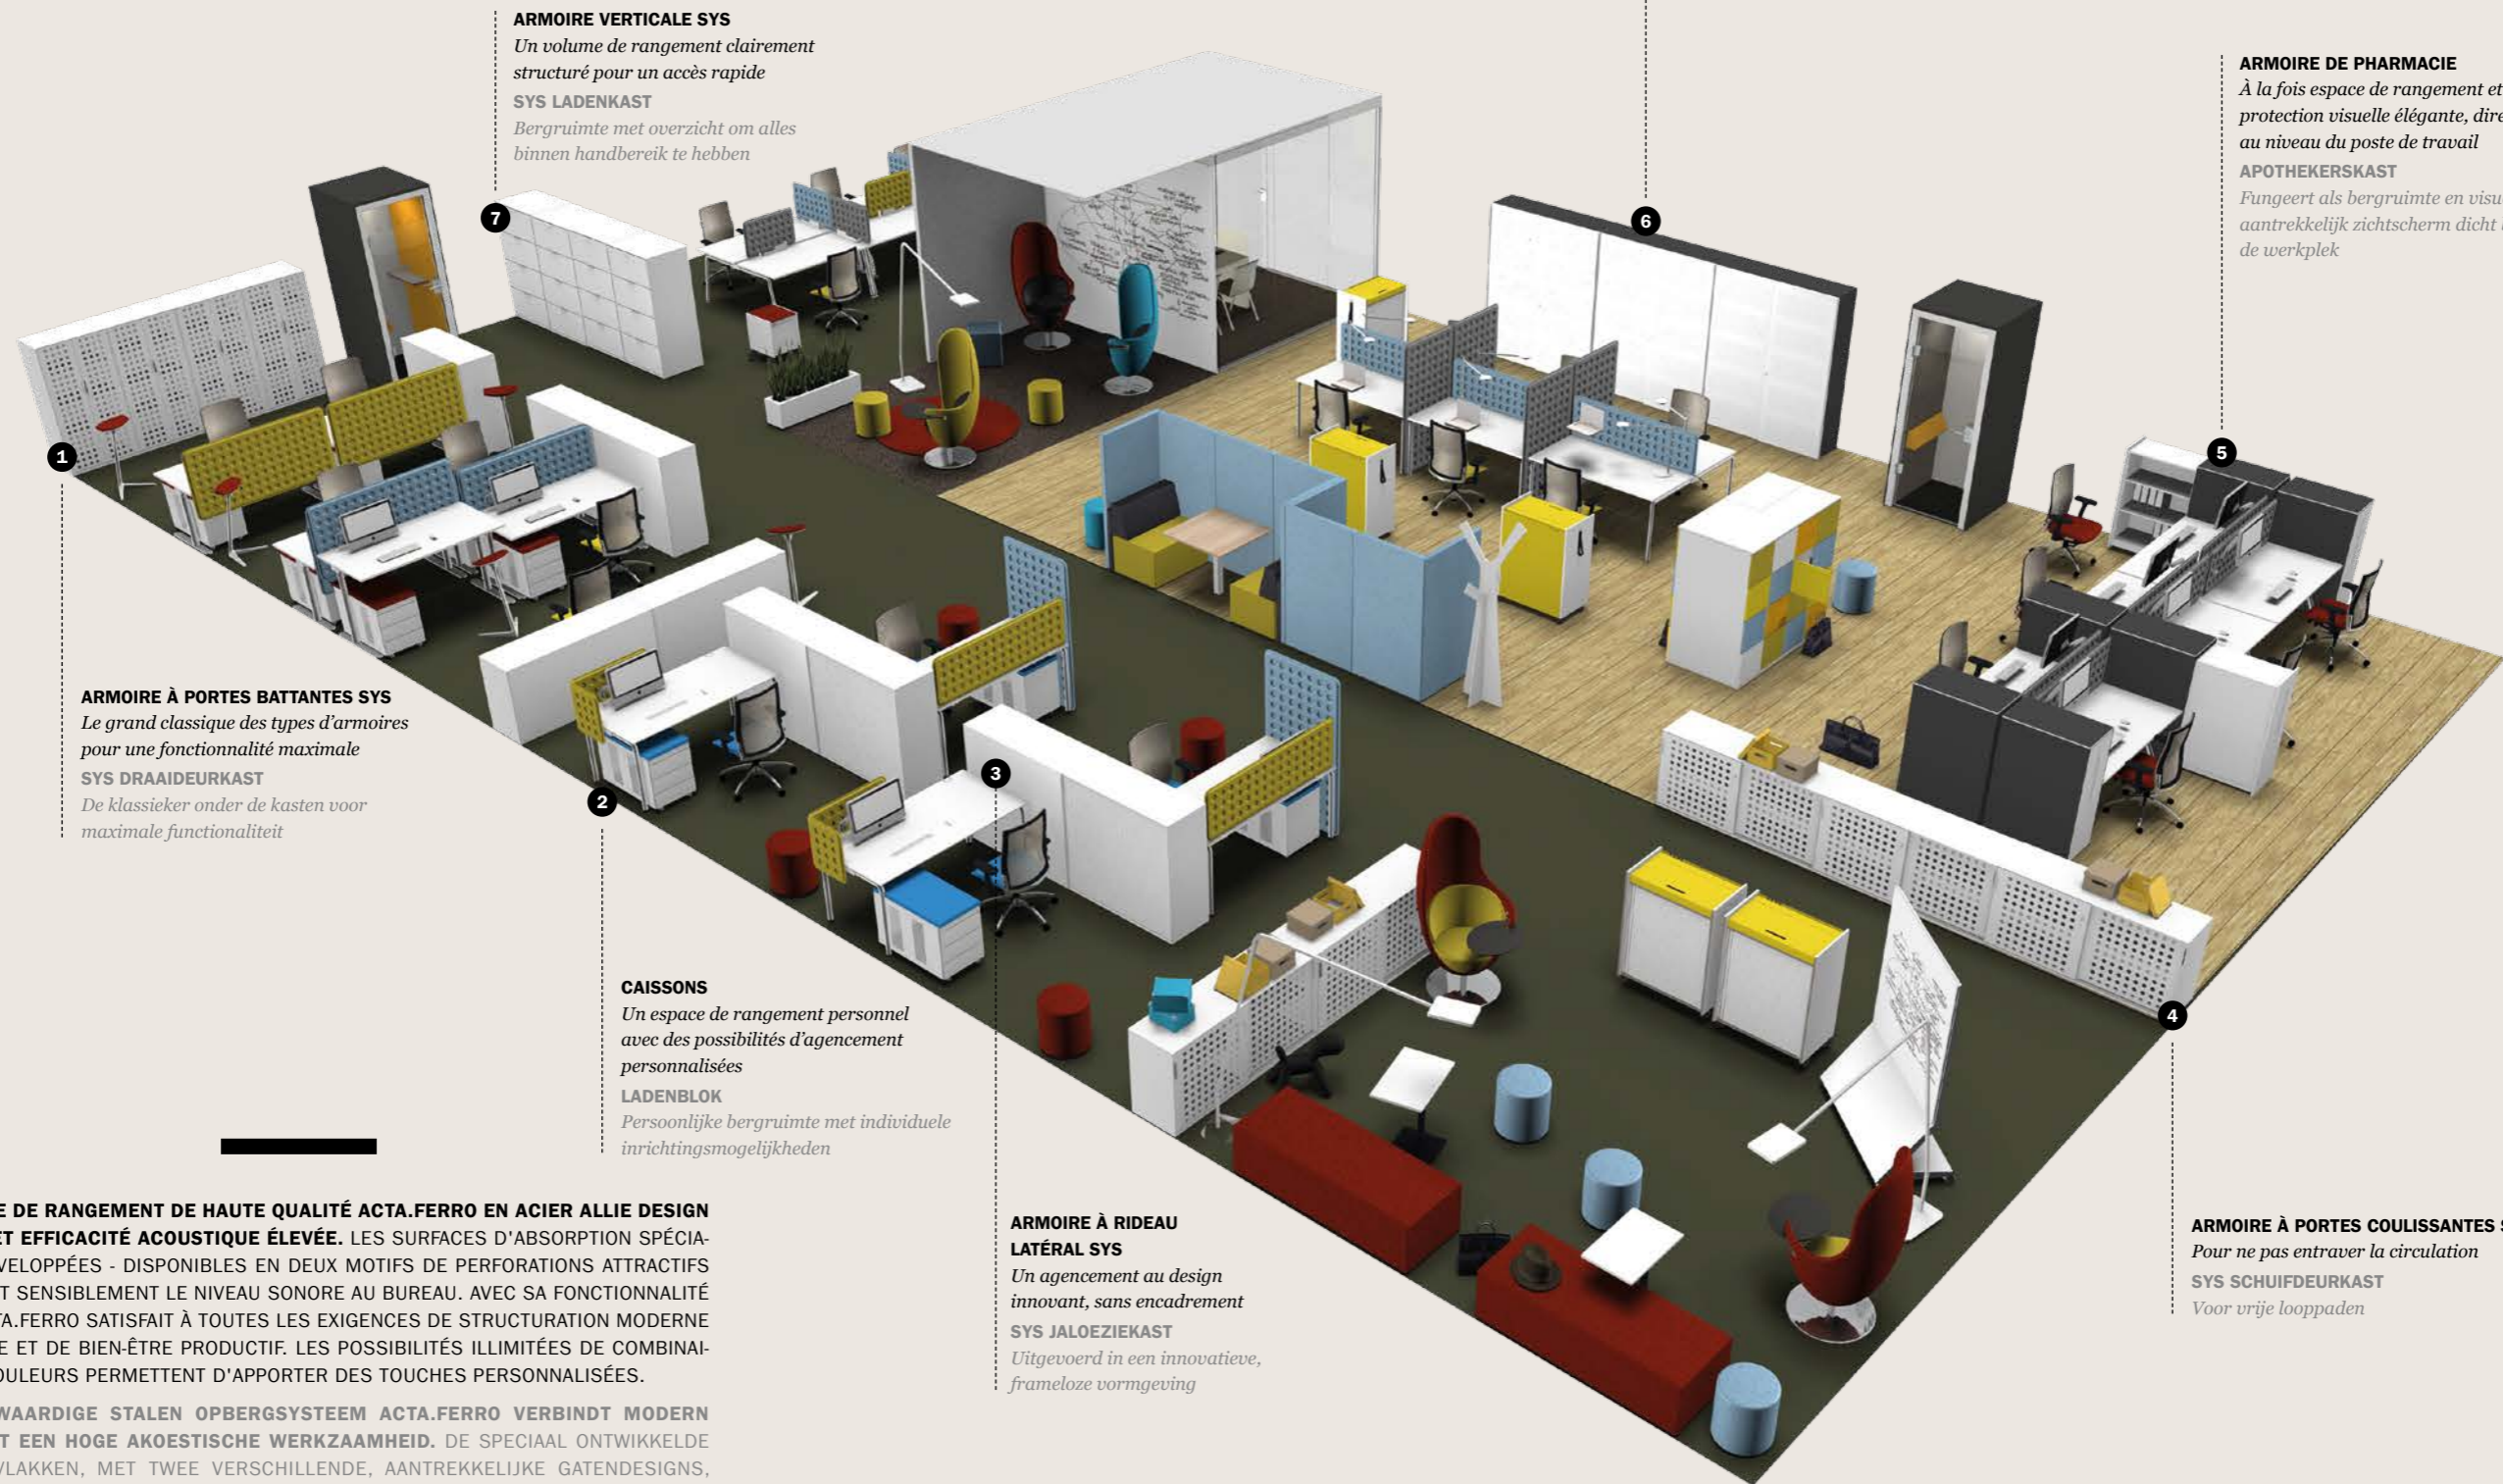 ARMOIRE VERTICALE SYS
Un volume de rangement clairement
structuré pour un accès rapide
SYS LADENKAST
Bergruimte met overzicht om alles
binnen handbereik te hebben
7
6
ARMOIRE DE PHARMACIE
À la fois espace de rangement et
protection visuelle élégante,
au niveau du poste de travail
APOTHEKERSKAST
Fungeert als bergruimte en
aantrekkelijk zichtscherm dicht
de werkplek
5
1
ARMOIRE À PORTES BATTANTES SYS
Le grand classique des types d’armoires
pour une fonctionnalité maximale
SYS DRAAIDEURKAST
De klassieker onder de kasten voor
maximale functionaliteit
2
CAISSONS
Un espace de rangement personnel
avec des possibilités d’agencement
personnalisées
LADENBLOK
Persoonlijke bergruimte met individuele
inrichtingsmogelijkheden
3
ARMOIRE À RIDEAU
LATÉRAL SYS
Un agencement au design
innovant, sans encadrement
SYS JALOEZIEKAST
Uitgevoerd in een innovatieve,
frameloze vormgeving
4
ARMOIRE À PORTES COULISSANTES
Pour ne pas entraver la circulation
SYS SCHUIFDEURKAST
Voor vrije looppaden
DE RANGEMENT DE HAUTE QUALITÉ ACTA.FERRO EN ACIER ALLIE DESIGN
ET EFFICACITÉ ACOUSTIQUE ÉLEVÉE. LES SURFACES D'ABSORPTION SPÉCIA-
VELOPPÉES - DISPONIBLES EN DEUX MOTIFS DE PERFORATIONS ATTRACTIFS
T SENSIBLEMENT LE NIVEAU SONORE AU BUREAU. AVEC SA FONCTIONNALITÉ
TA.FERRO SATISFAIT À TOUTES LES EXIGENCES DE STRUCTURATION MODERNE
E ET DE BIEN-ÊTRE PRODUCTIF. LES POSSIBILITÉS ILLIMITÉES DE COMBINAI-
OULEURS PERMETTENT D'APPORTER DES TOUCHES PERSONNALISÉES.
WAARDIGE STALEN OPBERGSYSTEEM ACTA.FERRO VERBINDT MODERN
T EEN HOGE AKOESTISCHE WERKZAAMHEID. DE SPECIAAL ONTWIKKELDE
VLAKKEN, MET TWEE VERSCHILLENDE, AANTREKKELIJKE GATENDESIGNS,